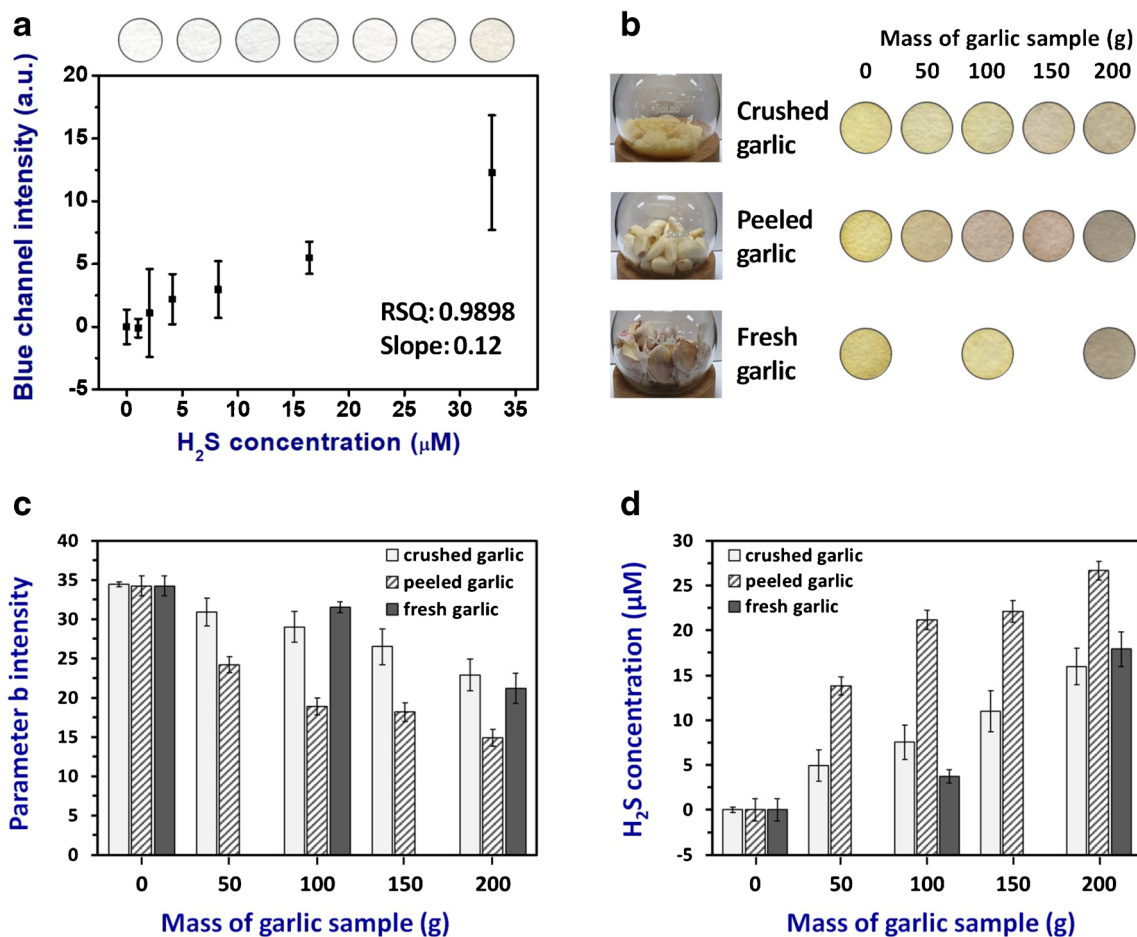 a
Blue channel intensity (a.u.)
20
15
10
5
0
-5
0 5 10 15 20 25 30 35
RSQ: 0.9898
Slope: 0.12
H₂S concentration (μM)
b
Mass of garlic sample (g)
0 50 100 150 200
Crushed
garlic
Peeled
garlic
Fresh
garlic
c
Parameter b intensity
40
35
30
25
20
15
10
5
0
crushed garlic
peeled garlic
fresh garlic
0 50 100 150 200
Mass of garlic sample (g)
d
H₂S concentration (μM)
30
25
20
15
10
5
0
-5
crushed garlic
peeled garlic
fresh garlic
0 50 100 150 200
Mass of garlic sample (g)